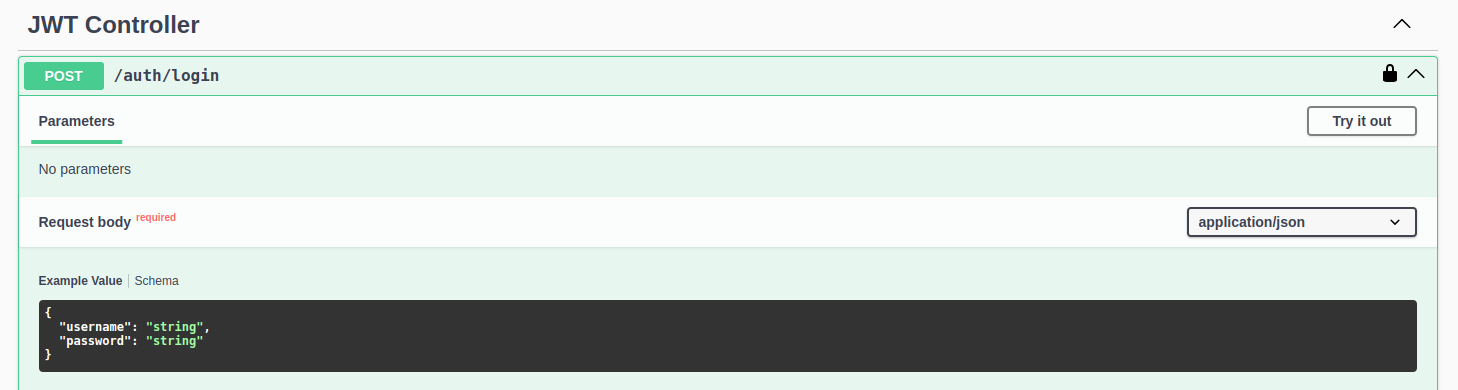 JWT Controller
POST /auth/login
Parameters Try it out
No parameters
Request body required application/json
Example Value Schema
{
"username": "string",
"password": "string"
}